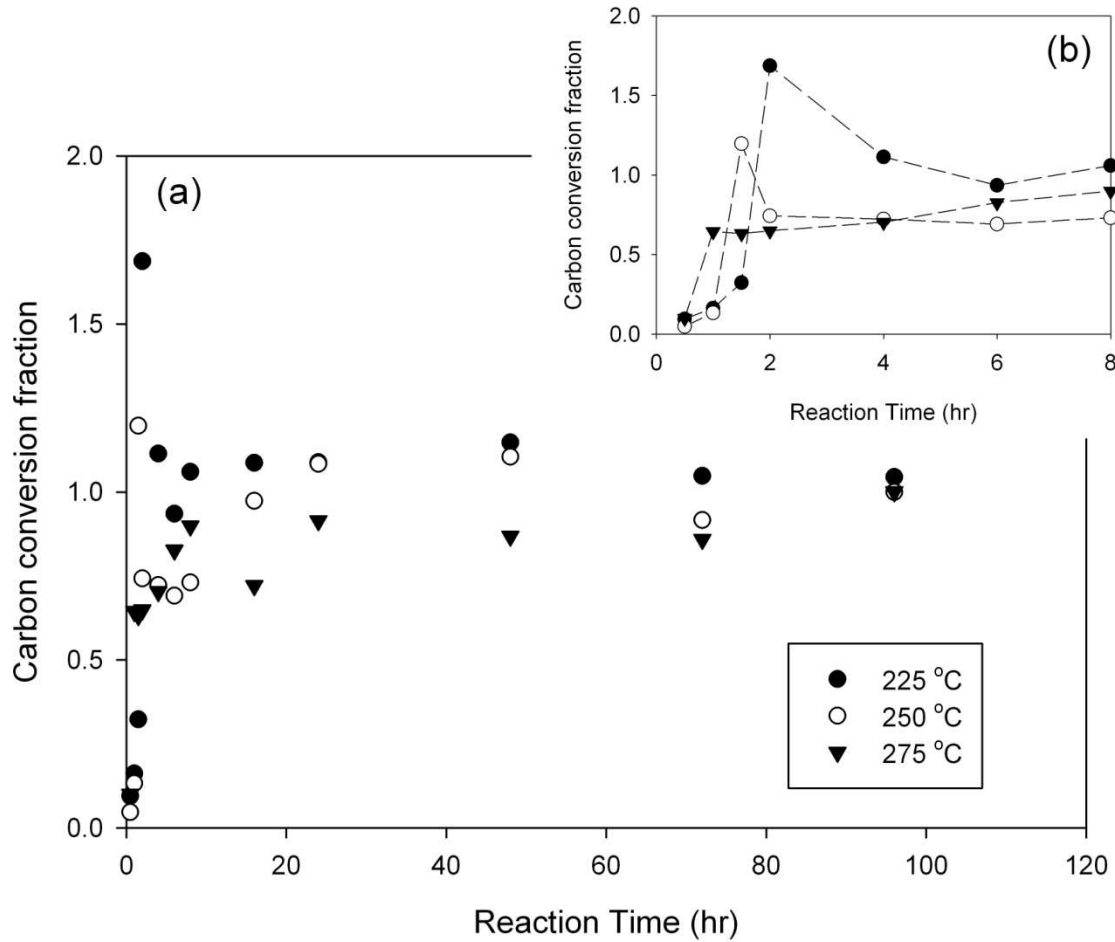 (a)
2.0
1.5
1.0
0.5
0.0
Carbon conversion fraction
0 20 40 60 80 100 120
Reaction Time (hr)
225 °C
250 °C
275 °C
(b)
2.0
1.5
1.0
0.5
0.0
Carbon conversion fraction
0 2 4 6 8
Reaction Time (hr)